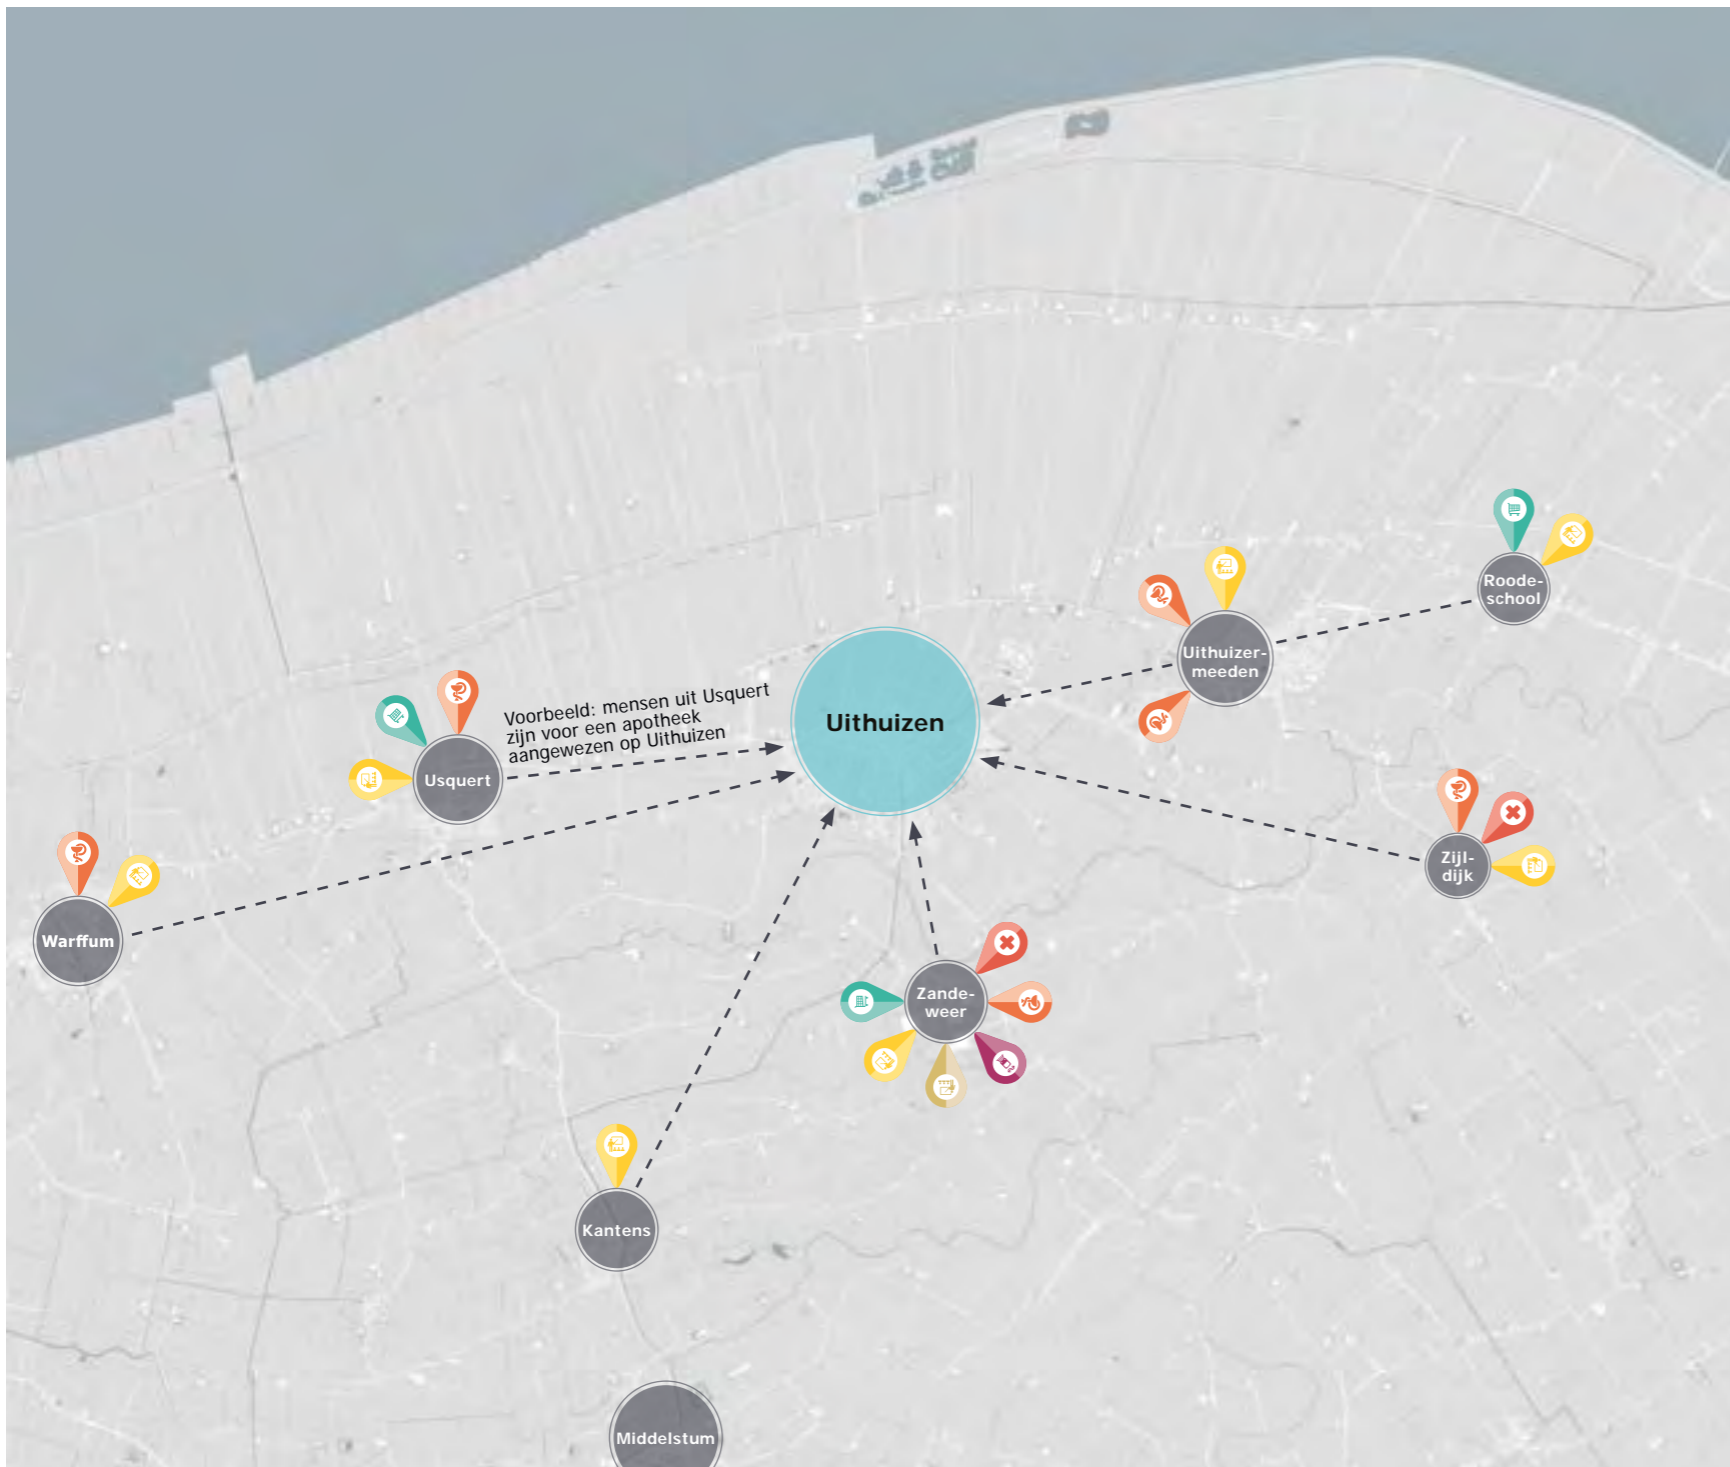 Roode-
school
Uithuizer-
meeden
Voorbeeld: mensen uit Usquert
zijn voor een apotheek
aangewezen op Uithuizen
Uithuizen
Usquert
Zijl-
dijk
Warffum
Zande-
weer
Kantens
Middelstum